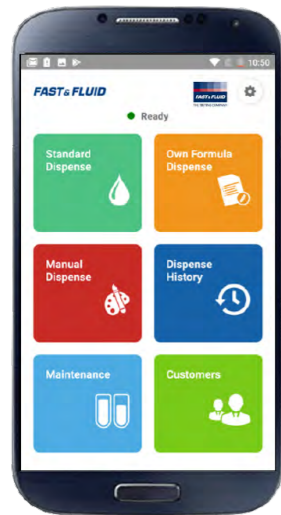 10:50
FAST& FLUID
FAST& FLUID
Ready
Standard
Dispense
Own Formula
Dispense
Manual
Dispense
Dispense
History
Maintenance
Customers